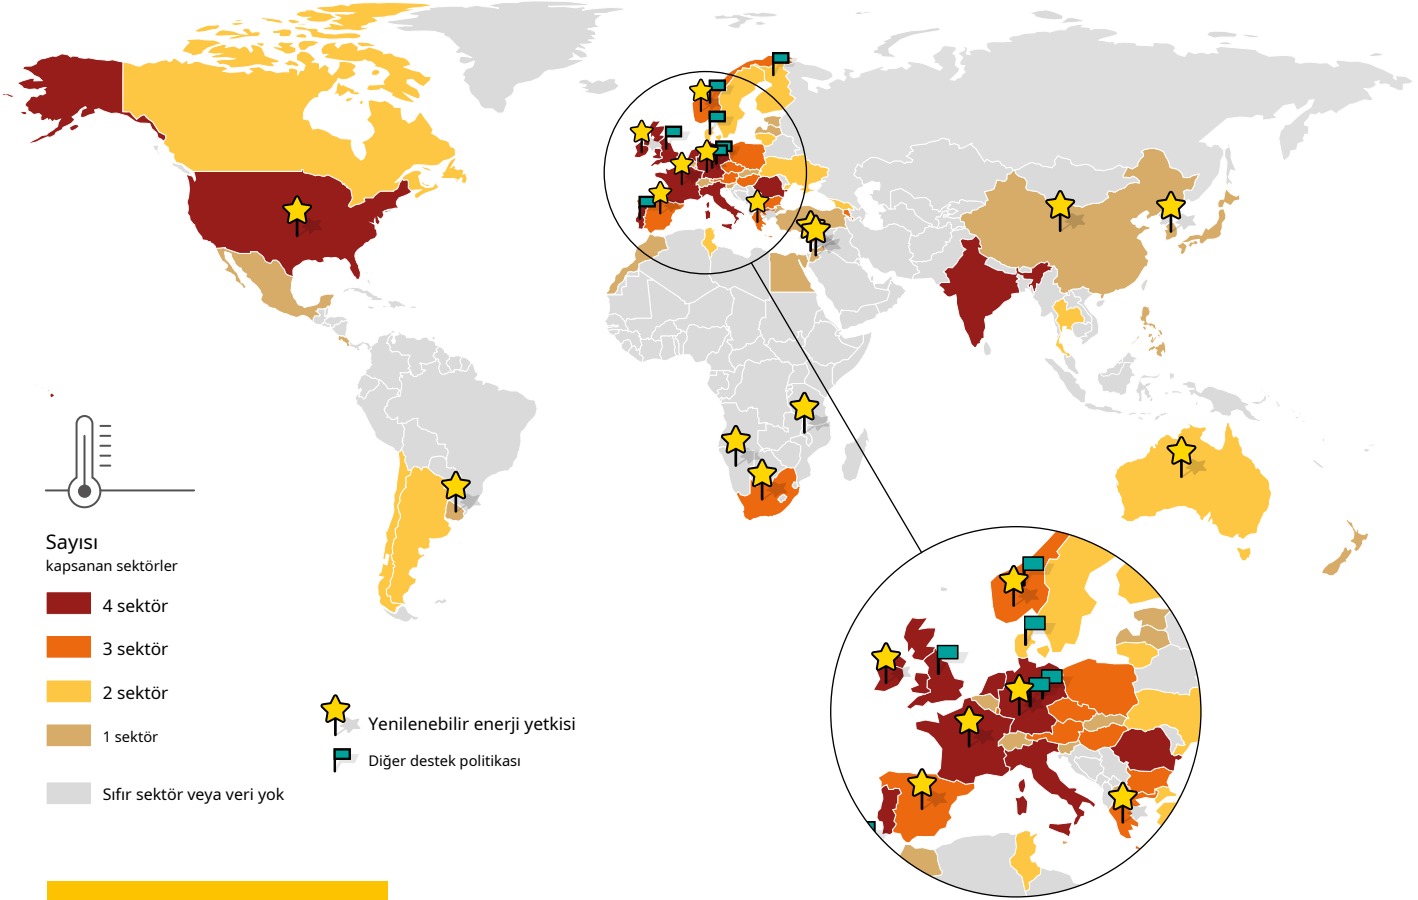 Sayısı
kapsanan sektörler
4 sektör
3 sektör
2 sektör
1 sektör
Sıfır sektör veya veri yok
Yenilenebilir enerji yetkisi
Diğer destek politikası